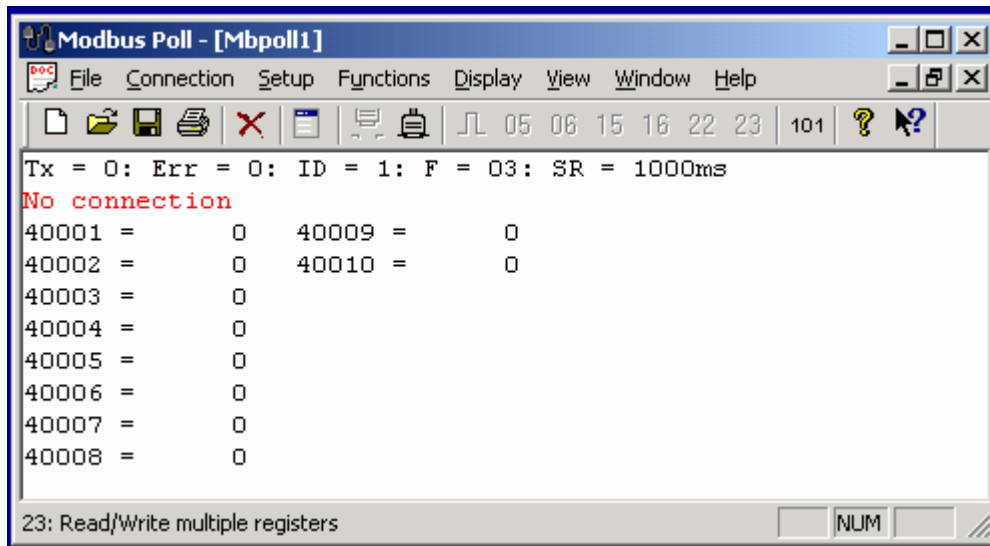 Modbus Poll - [Mbpoll1]
DOC File Connection Setup Functions Display View Window Help
05 06 15 16 22 23 101
Tx = 0: Err = 0: ID = 1: F = 03: SR = 1000ms
No connection
40001 = 0 40009 = 0
40002 = 0 40010 = 0
40003 = 0
40004 = 0
40005 = 0
40006 = 0
40007 = 0
40008 = 0
23: Read/Write multiple registers NUM